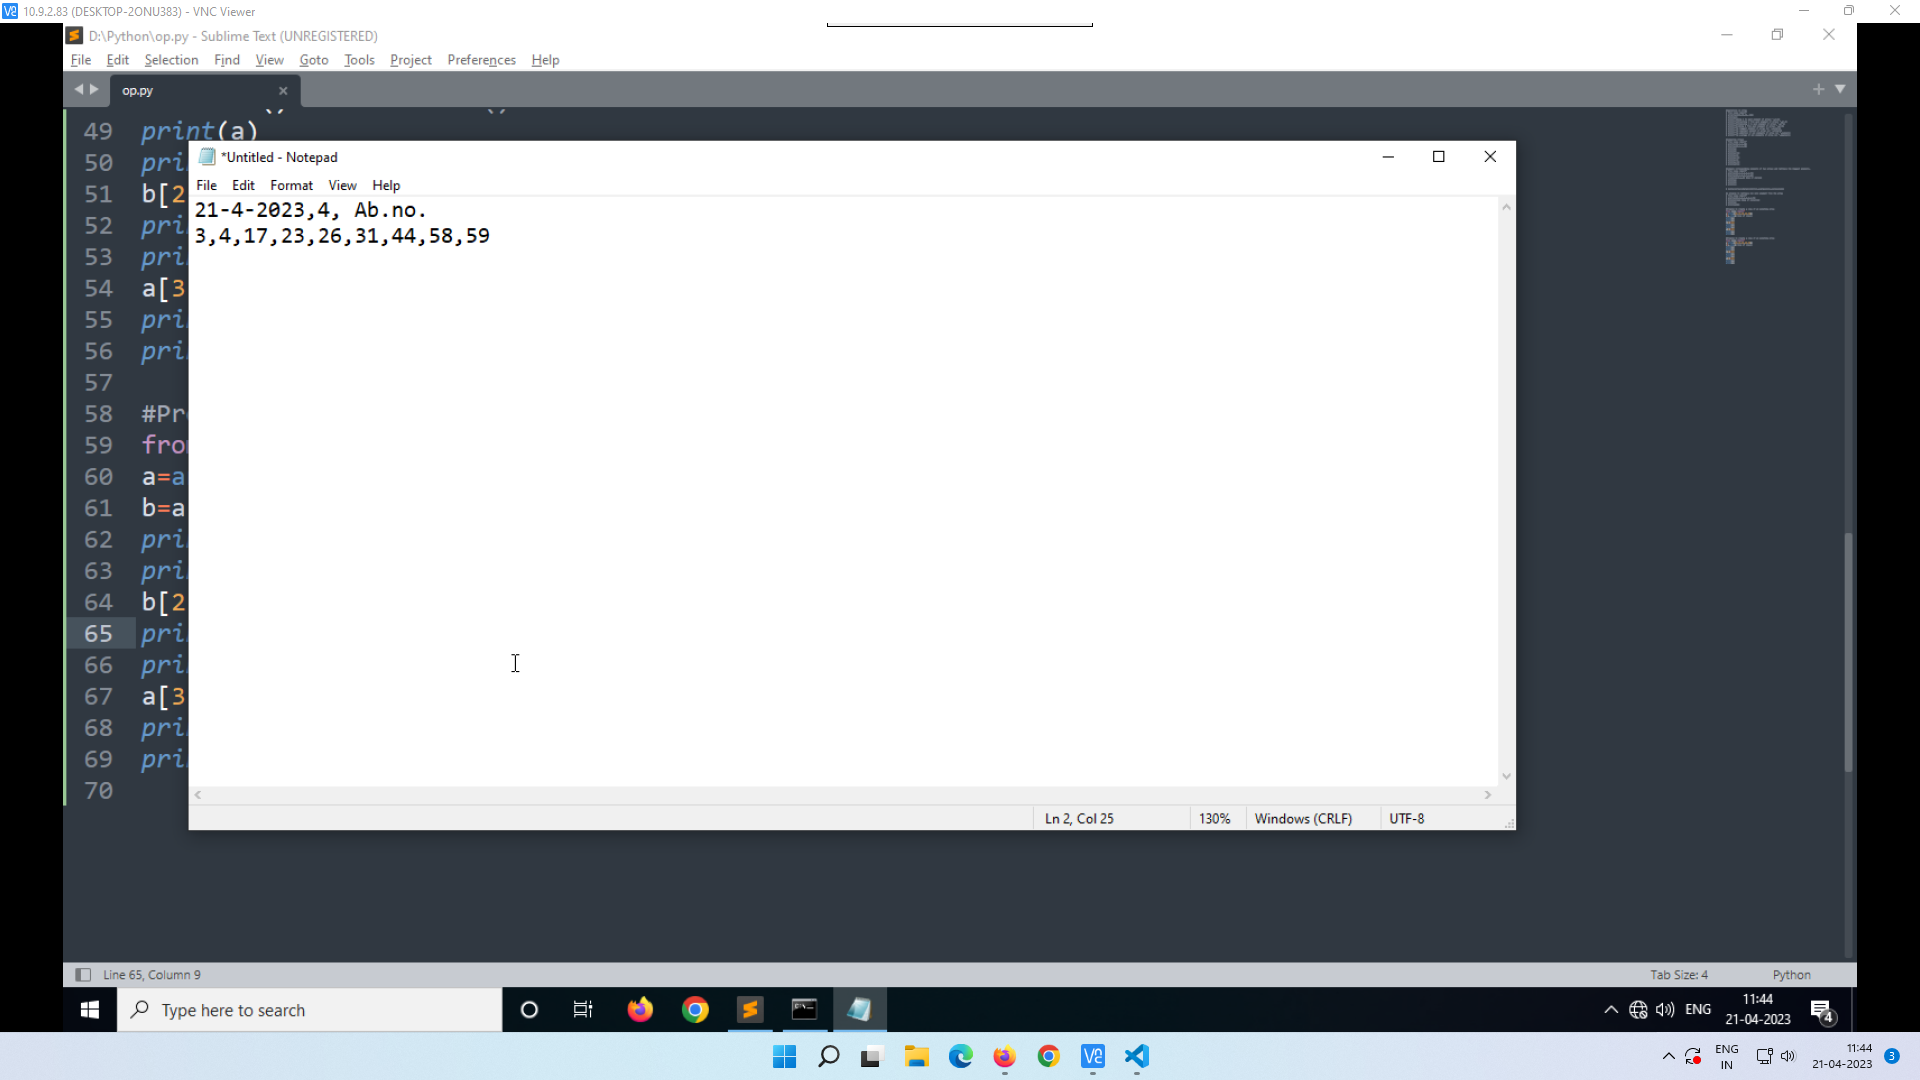 10.9.2.83 (DESKTOP-2ONU383) - VNC Viewer
D:\Python\op.py - Sublime Text (UNREGISTERED)
File Edit Selection Find View Goto Tools Project Preferences Help
op.py
49 print(a)
50 pri
51 b[2
52 pri
53 pri
54 a[3
55 pri
56 pri
57
58 #Pr
59 from
60 a=a
61 b=a
62 pri
63 pri
64 b[2
65 pri
66 pri
67 a[3
68 pri
69 pri
70
*Untitled - Notepad
File Edit Format View Help
21-4-2023,4, Ab.no.
3,4,17,23,26,31,44,58,59
Ln 2, Col 25 130% Windows (CRLF) UTF-8
Line 65, Column 9 Tab Size: 4 Python
Type here to search
ENG
11:44
21-04-2023
4
ENG
IN
11:44
21-04-2023
3